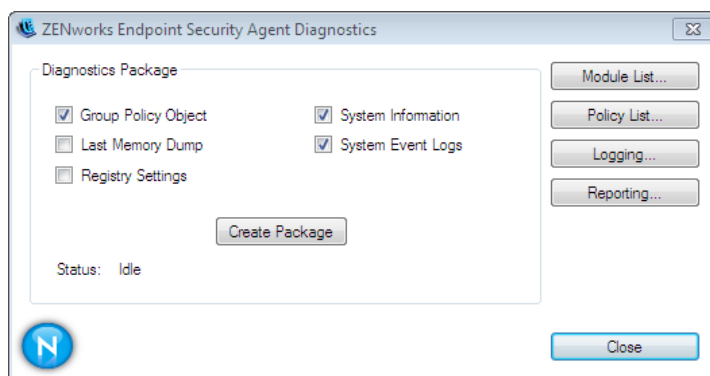 ZENworks Endpoint Security Agent Diagnostics
Diagnostics Package
Group Policy Object
System Information
Last Memory Dump
System Event Logs
Registry Settings
Create Package
Status: Idle
Module List...
Policy List...
Logging...
Reporting...
N
Close